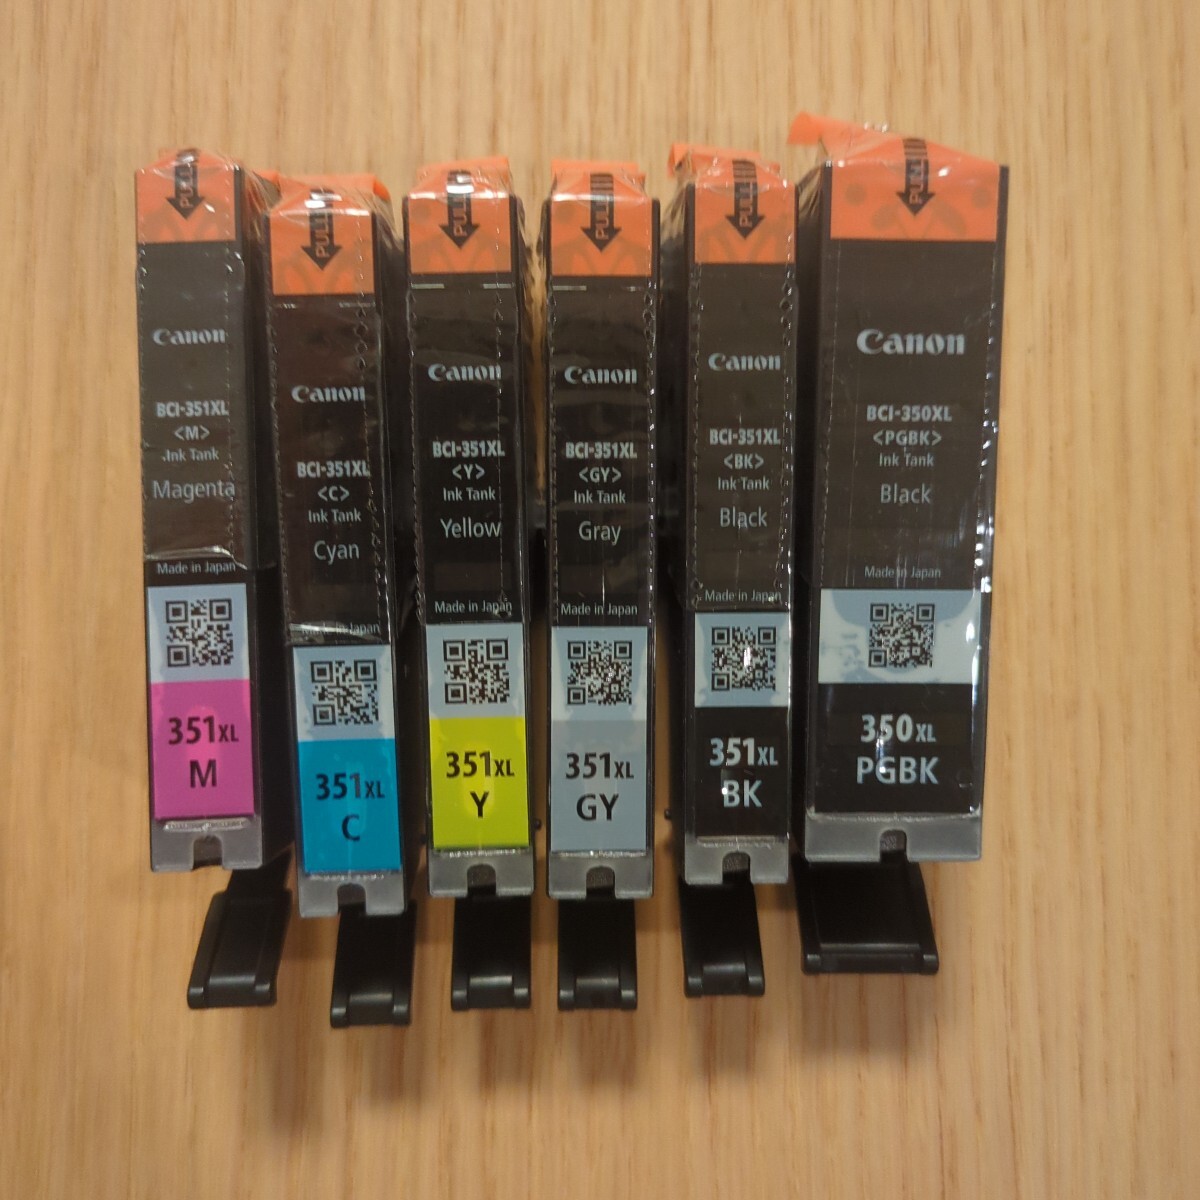 PULL
Canon
BCI-351XL
<M>
Ink Tank
Magenta
Made in Japan
351XL
M
PULL
Canon
BCI-351XL
<C>
Ink Tank
Cyan
Made in Japan
351XL
C
PULL
Canon
BCI-351XL
<Y>
Ink Tank
Yellow
Made in Japan
351XL
Y
PULL
Canon
BCI-351XL
<GY>
Ink Tank
Gray
Made in Japan
351XL
GY
PULL
Canon
BCI-351XL
<BK>
Ink Tank
Black
Made in Japan
351XL
BK
PULL
Canon
BCI-350XL
<PGBK>
Ink Tank
Black
Made in Japan
350XL
PGBK